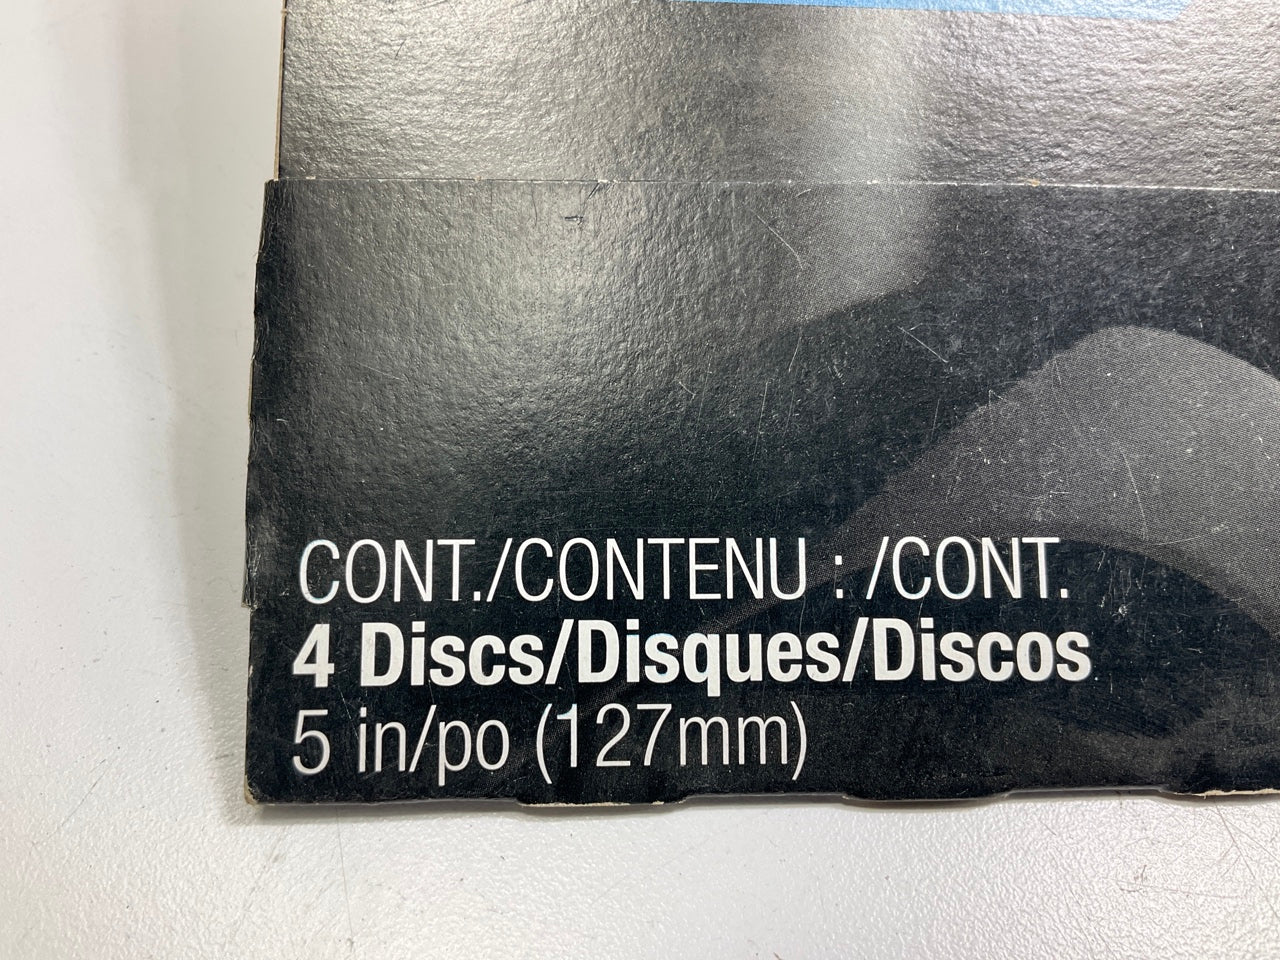 CONT./CONTENU : /CONT.
4 Discs/Disques/Discos
5 in/po (127mm)